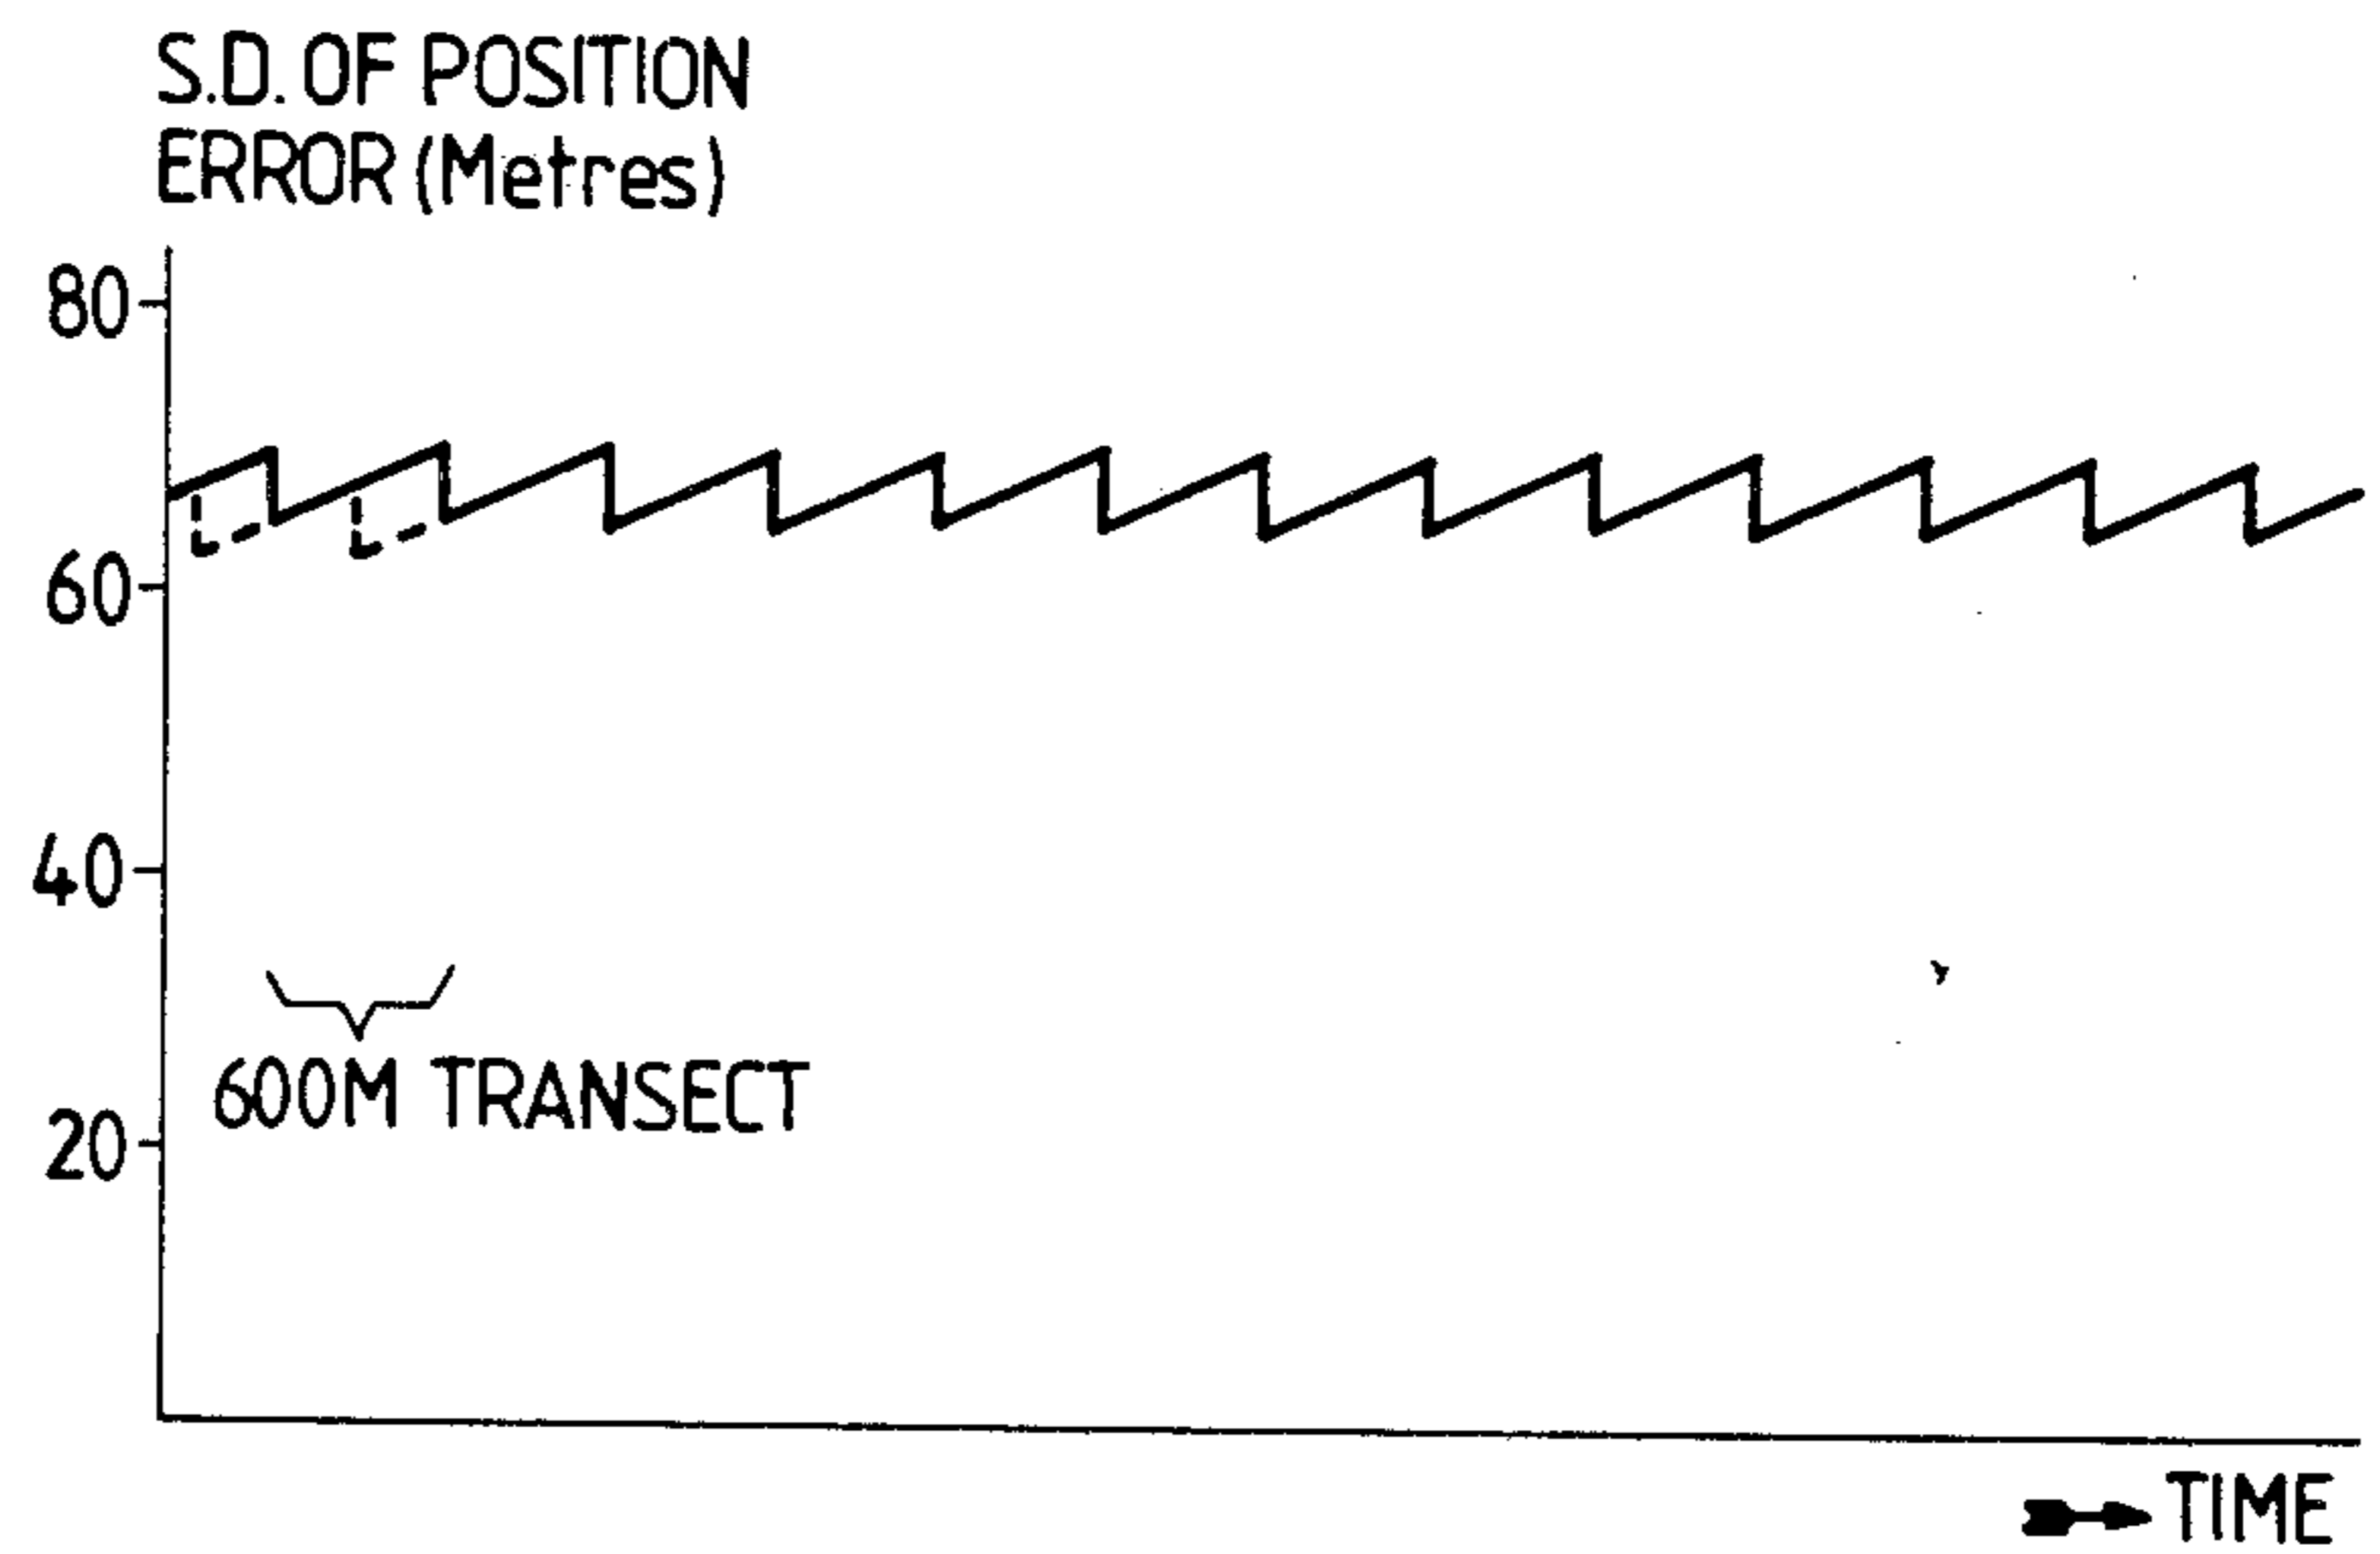 S.D. OF POSITION
ERROR (Metres)
80
60
40
600M TRANSECT
20
TIME